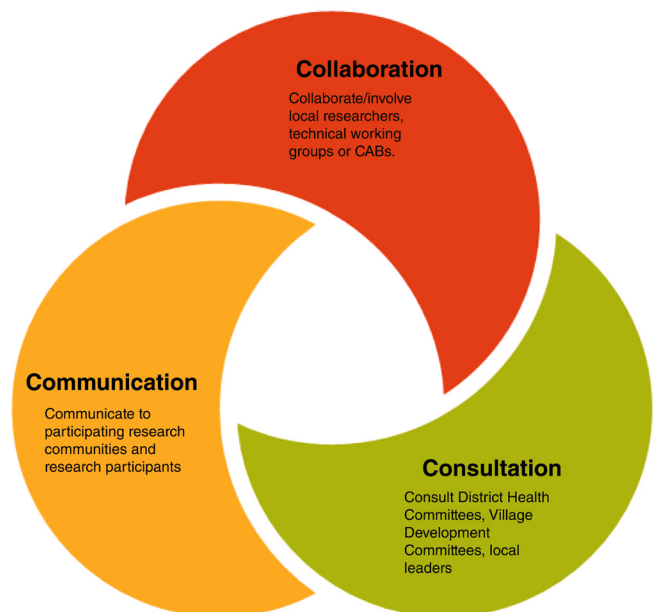 Collaboration
Collaborate/involve
local researchers,
technical working
groups or CABs.
Communication
Communicate to
participating research
communities and
research participants
Consultation
Consult District Health
Committees, Village
Development
Committees, local
leaders